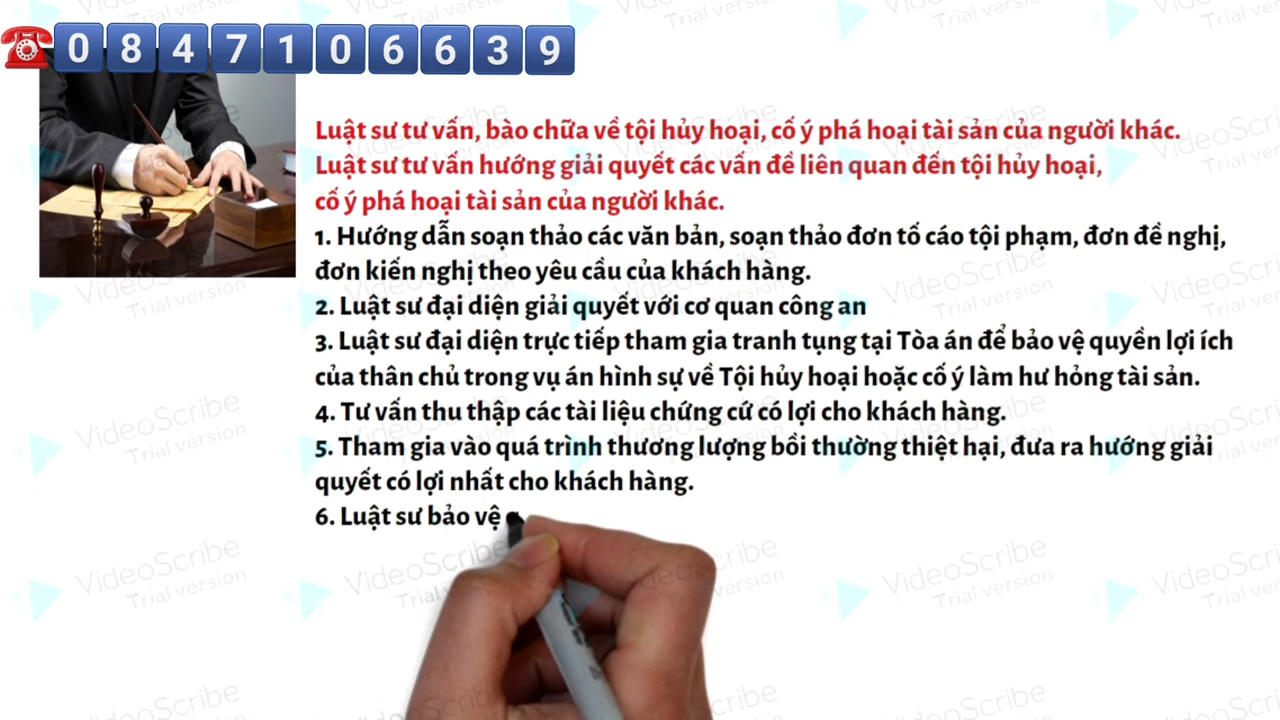 0847106639
Luật sư tư vấn, bào chữa về tội hủy hoại, cố ý phá hoại tài sản của người khác.
Luật sư tư vấn hướng giải quyết các vấn đề liên quan đến tội hủy hoại,
cố ý phá hoại tài sản của người khác.
1. Hướng dẫn soạn thảo các văn bản, soạn thảo đơn tố cáo tội phạm, đơn đề nghị,
đơn kiến nghị theo yêu cầu của khách hàng.
2. Luật sư đại diện giải quyết với cơ quan công an
3. Luật sư đại diện trực tiếp tham gia tranh tụng tại Tòa án để bảo vệ quyền lợi ích
của thân chủ trong vụ án hình sự về Tội hủy hoại hoặc cố ý làm hư hỏng tài sản.
4. Tư vấn thu thập các tài liệu chứng cứ có lợi cho khách hàng.
5. Tham gia vào quá trình thương lượng bồi thường thiệt hại, đưa ra hướng giải
quyết có lợi nhất cho khách hàng.
6. Luật sư bảo vệ
VideoScribe
Trial version